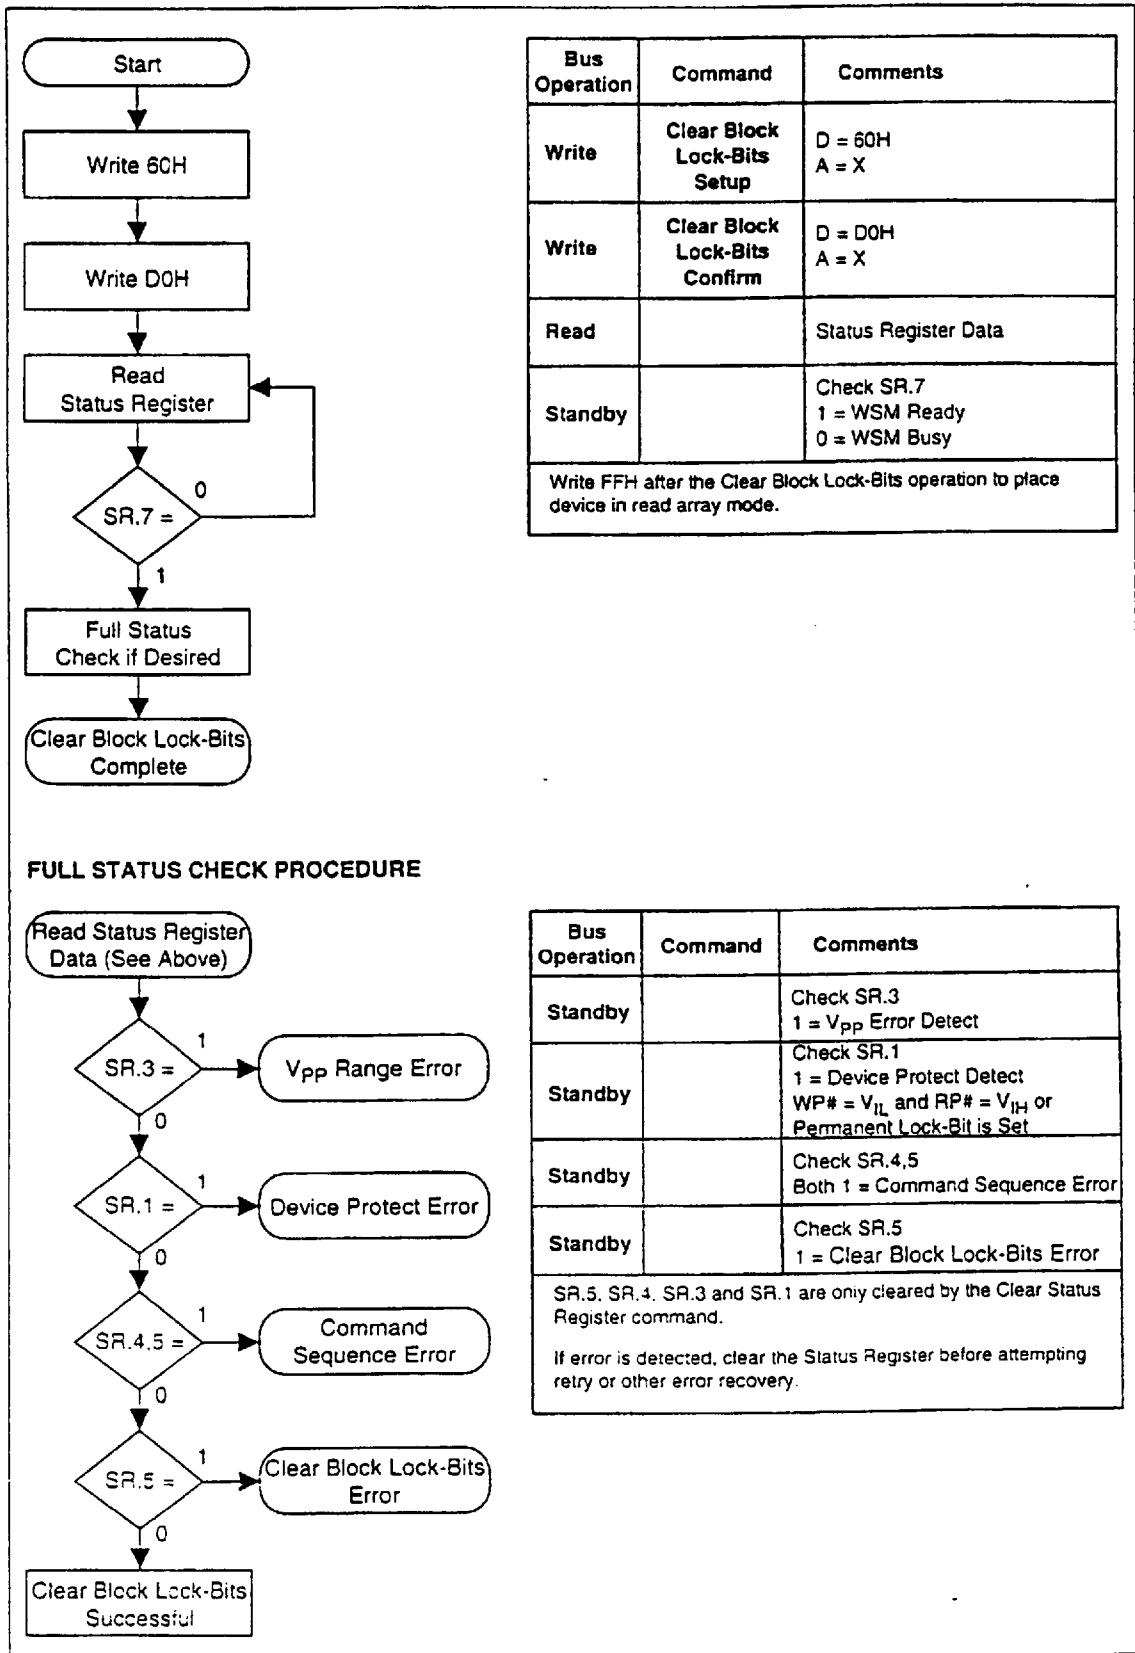 Start
Write 60H
Write D0H
Read
Status Register
0
SR.7 =
1
Full Status
Check if Desired
Clear Block Lock-Bits
Complete
Bus
Operation
Command
Comments
Write
Clear Block
Lock-Bits
Setup
D = 60H
A = X
Write
Clear Block
Lock-Bits
Confirm
D = D0H
A = X
Read
Status Register Data
Standby
Check SR.7
1 = WSM Ready
0 = WSM Busy
Write FFH after the Clear Block Lock-Bits operation to place
device in read array mode.
FULL STATUS CHECK PROCEDURE
Read Status Register
Data (See Above)
SR.3 =
1
VPP Range Error
0
SR.1 =
1
Device Protect Error
0
SR.4,5 =
1
Command
Sequence Error
0
SR.5 =
1
Clear Block Lock-Bits
Error
0
Clear Block Lock-Bits
Successful
Bus
Operation
Command
Comments
Standby
Check SR.3
1 = VPP Error Detect
Standby
Check SR.1
1 = Device Protect Detect
WP# = VIL and RP# = VIH or
Permanent Lock-Bit is Set
Standby
Check SR.4,5
Both 1 = Command Sequence Error
Standby
Check SR.5
1 = Clear Block Lock-Bits Error
SR.5, SR.4, SR.3 and SR.1 are only cleared by the Clear Status
Register command.
If error is detected, clear the Status Register before attempting
retry or other error recovery.